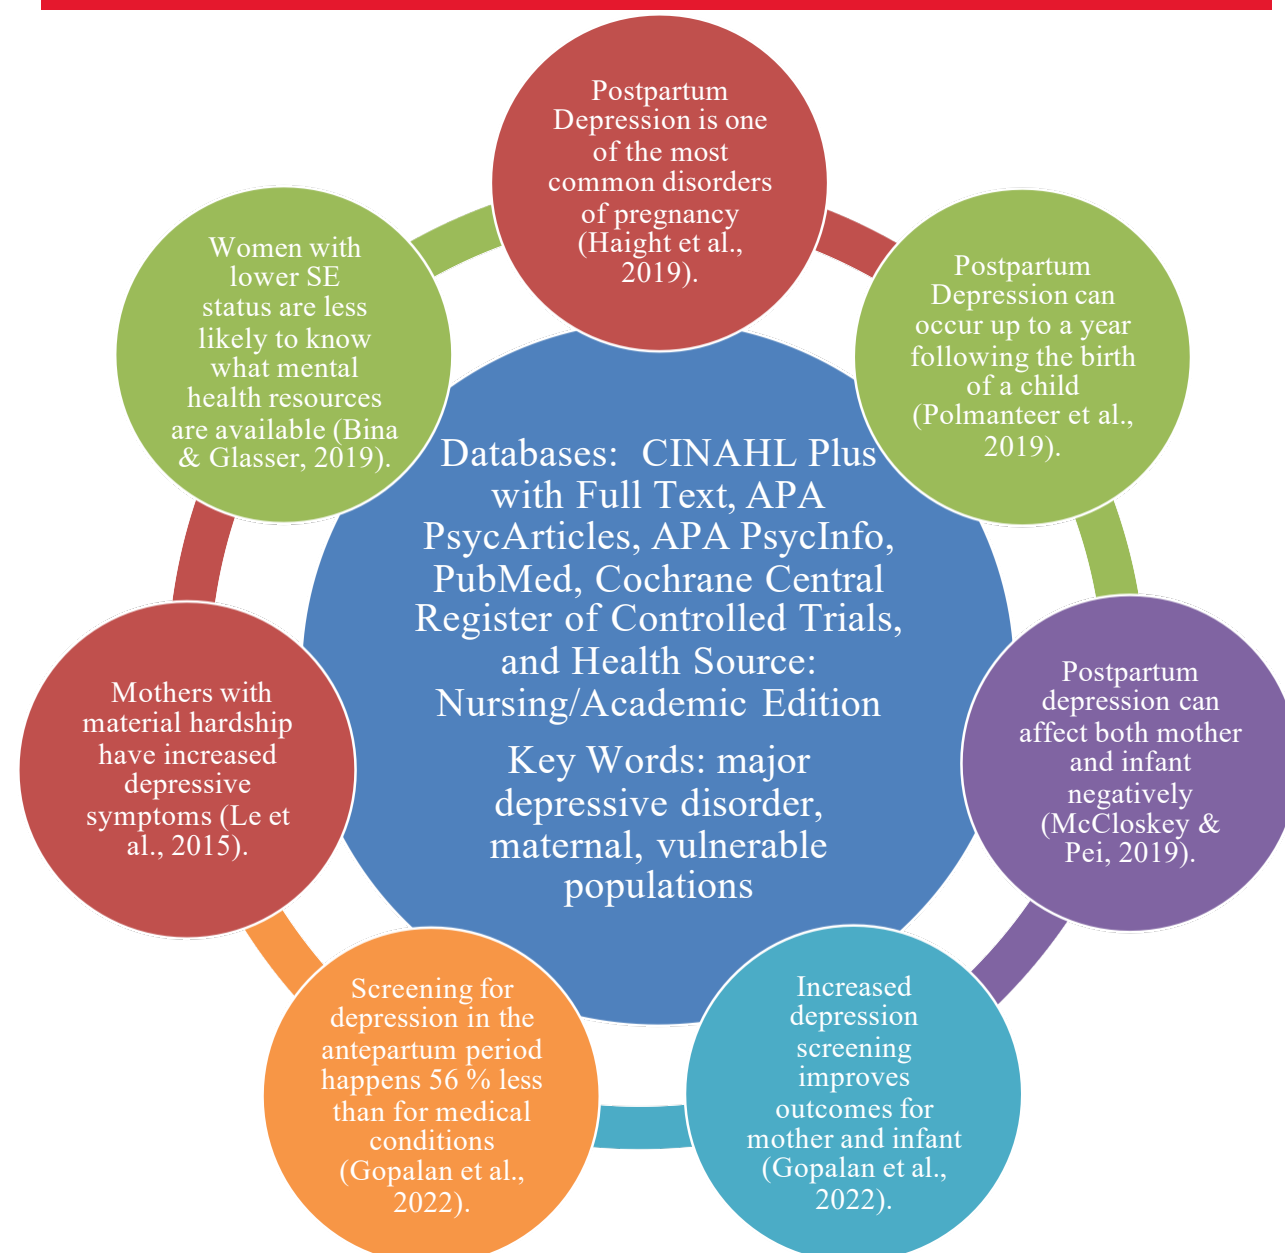 Postpartum
Depression is one
of the most
common disorders
of pregnancy
(Haight et al.,
2019).
Postpartum
Depression can
occur up to a year
following the birth
of a child
(Polmanteer et al.,
2019).
Postpartum
depression can
affect both mother
and infant
negatively
(McCloskey &
Pei, 2019).
Increased
depression
screening
improves
outcomes for
mother and infant
(Gopalan et al.,
2022).
Screening for
depression in the
antepartum period
happens 56 % less
than for medical
conditions
(Gopalan et al.,
2022).
Mothers with
material hardship
have increased
depressive
symptoms (Le et
al., 2015).
Women with
lower SE
status are less
likely to know
what mental
health resources
are available (Bina
& Glasser, 2019).
Databases:  CINAHL Plus
with Full Text, APA
PsycArticles, APA PsycInfo,
PubMed, Cochrane Central
Register of Controlled Trials,
and Health Source:
Nursing/Academic Edition
Key Words: major
depressive disorder,
maternal, vulnerable
populations